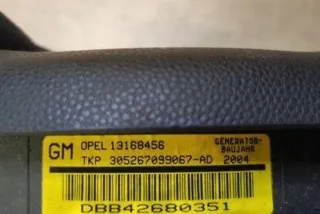 GM OPEL 13168456 GENERATOR-
BAUJAHR
TKP 305267099067-AD 2004
DBB42680351